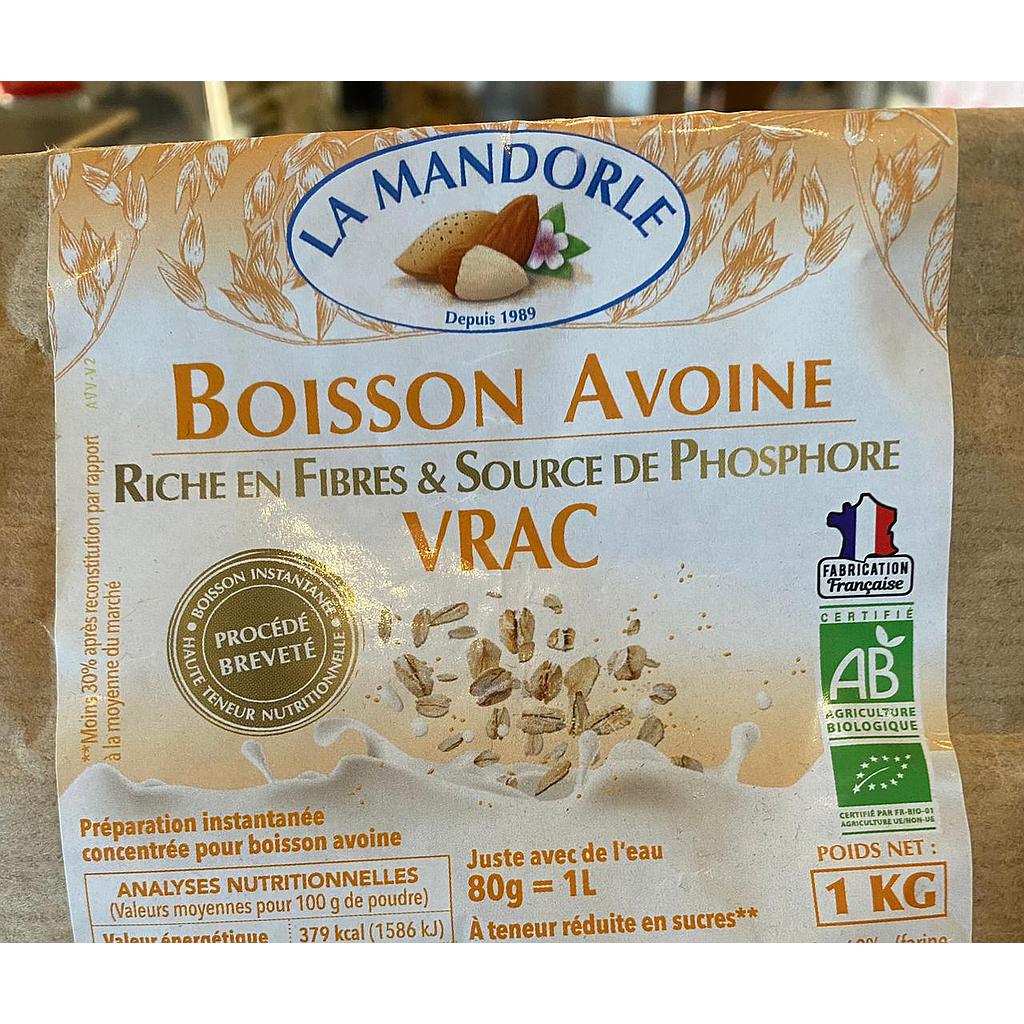 LA MANDORLE
Depuis 1989
BOISSON AVOINE
RICHE EN FIBRES & SOURCE DE PHOSPHORE
VRAC
BOISSON INSTANTANÉE
PROCÉDÉ
BREVETÉ
HAUTE TENEUR NUTRITIONNELLE
FABRICATION
Française
CERTIFIÉ
AB
AGRICULTURE
BIOLOGIQUE
CERTIFIÉ PAR FR-BIO-01
AGRICULTURE UE/NON-UE
AVV-V2
**Moins 30% après reconstitution par rapport
à la moyenne du marché
Préparation instantanée
concentrée pour boisson avoine
ANALYSES NUTRITIONNELLES
(Valeurs moyennes pour 100 g de poudre)
Valeur énergétique 379 kcal (1586 kJ)
Juste avec de l'eau
80g = 1L
À teneur réduite en sucres**
POIDS NET :
1 KG